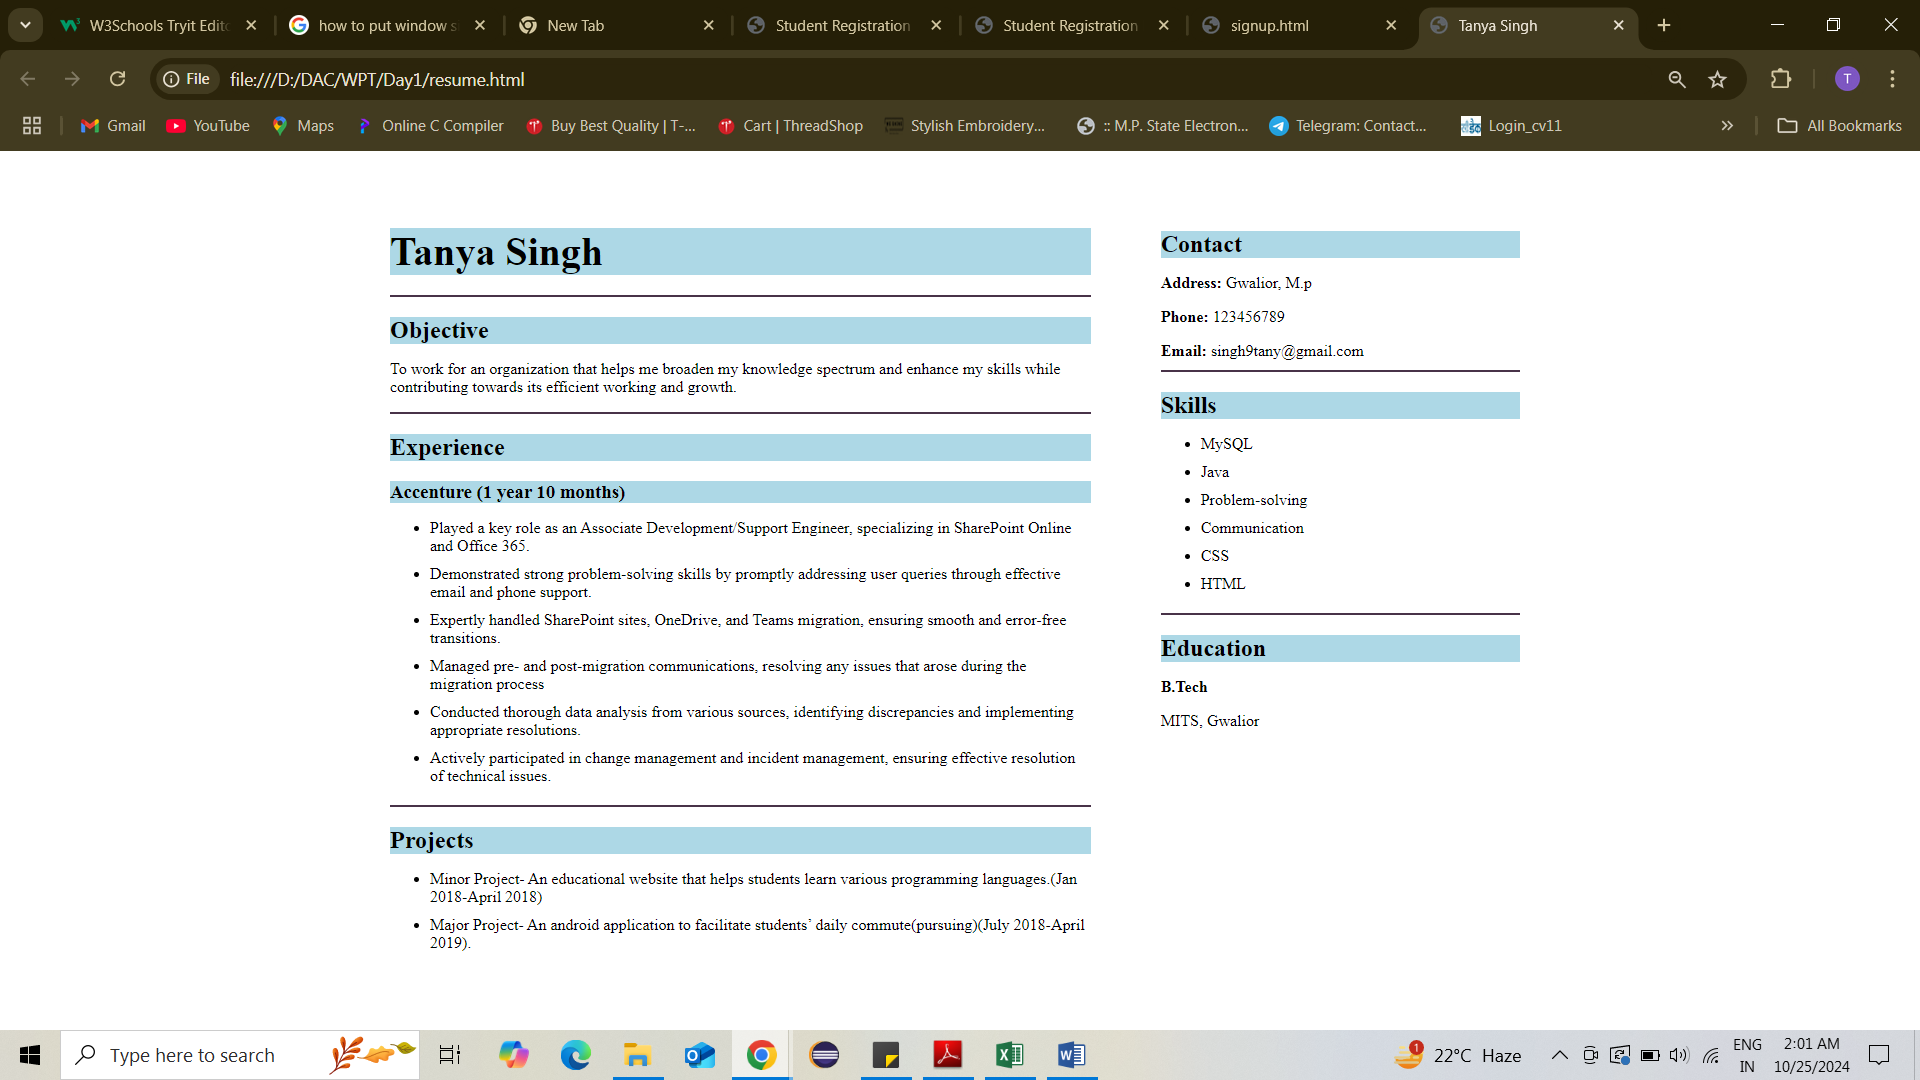 W3Schools Tryit Edit
how to put window s
New Tab
Student Registration
Student Registration
signup.html
Tanya Singh
File
file:///D:/DAC/WPT/Day1/resume.html
T
Gmail
YouTube
Maps
Online C Compiler
Buy Best Quality | T-...
Cart | ThreadShop
Stylish Embroidery...
:: M.P. State Electron...
Telegram: Contact...
Login_cv11
All Bookmarks
Tanya Singh
Objective
To work for an organization that helps me broaden my knowledge spectrum and enhance my skills while
contributing towards its efficient working and growth.
Experience
Accenture (1 year 10 months)
• Played a key role as an Associate Development/Support Engineer, specializing in SharePoint Online
and Office 365.
• Demonstrated strong problem-solving skills by promptly addressing user queries through effective
email and phone support.
• Expertly handled SharePoint sites, OneDrive, and Teams migration, ensuring smooth and error-free
transitions.
• Managed pre- and post-migration communications, resolving any issues that arose during the
migration process
• Conducted thorough data analysis from various sources, identifying discrepancies and implementing
appropriate resolutions.
• Actively participated in change management and incident management, ensuring effective resolution
of technical issues.
Projects
• Minor Project- An educational website that helps students learn various programming languages.(Jan
2018-April 2018)
• Major Project- An android application to facilitate students’ daily commute(pursuing)(July 2018-April
2019).
Contact
Address: Gwalior, M.p
Phone: 123456789
Email: singh9tany@gmail.com
Skills
• MySQL
• Java
• Problem-solving
• Communication
• CSS
• HTML
Education
B.Tech
MITS, Gwalior
Type here to search
1
22°C Haze
ENG
IN
2:01 AM
10/25/2024